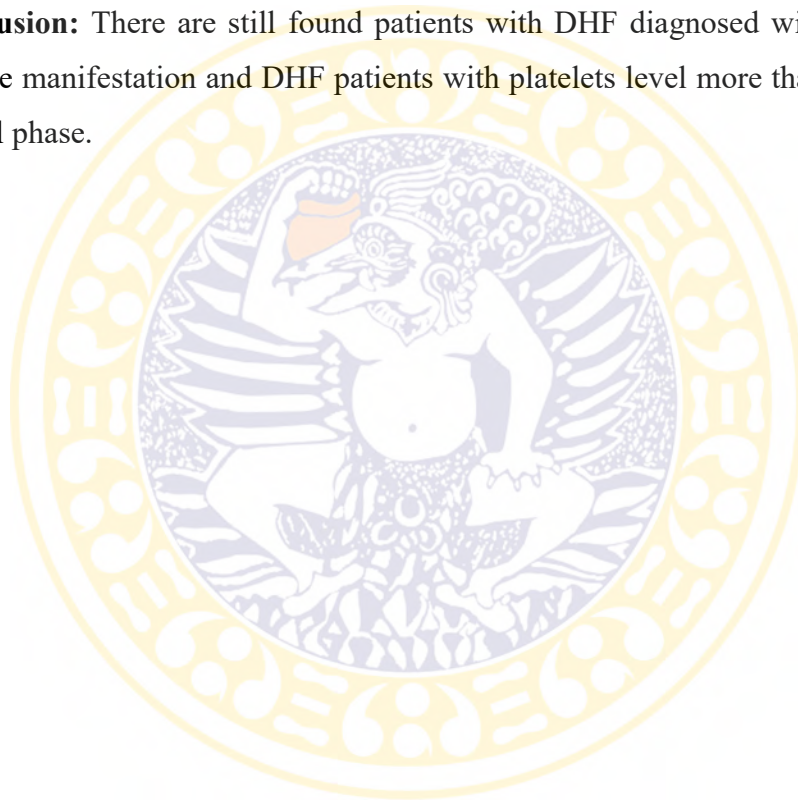 usion: There are still found patients with DHF diagnosed wi
e manifestation and DHF patients with platelets level more tha
l phase.